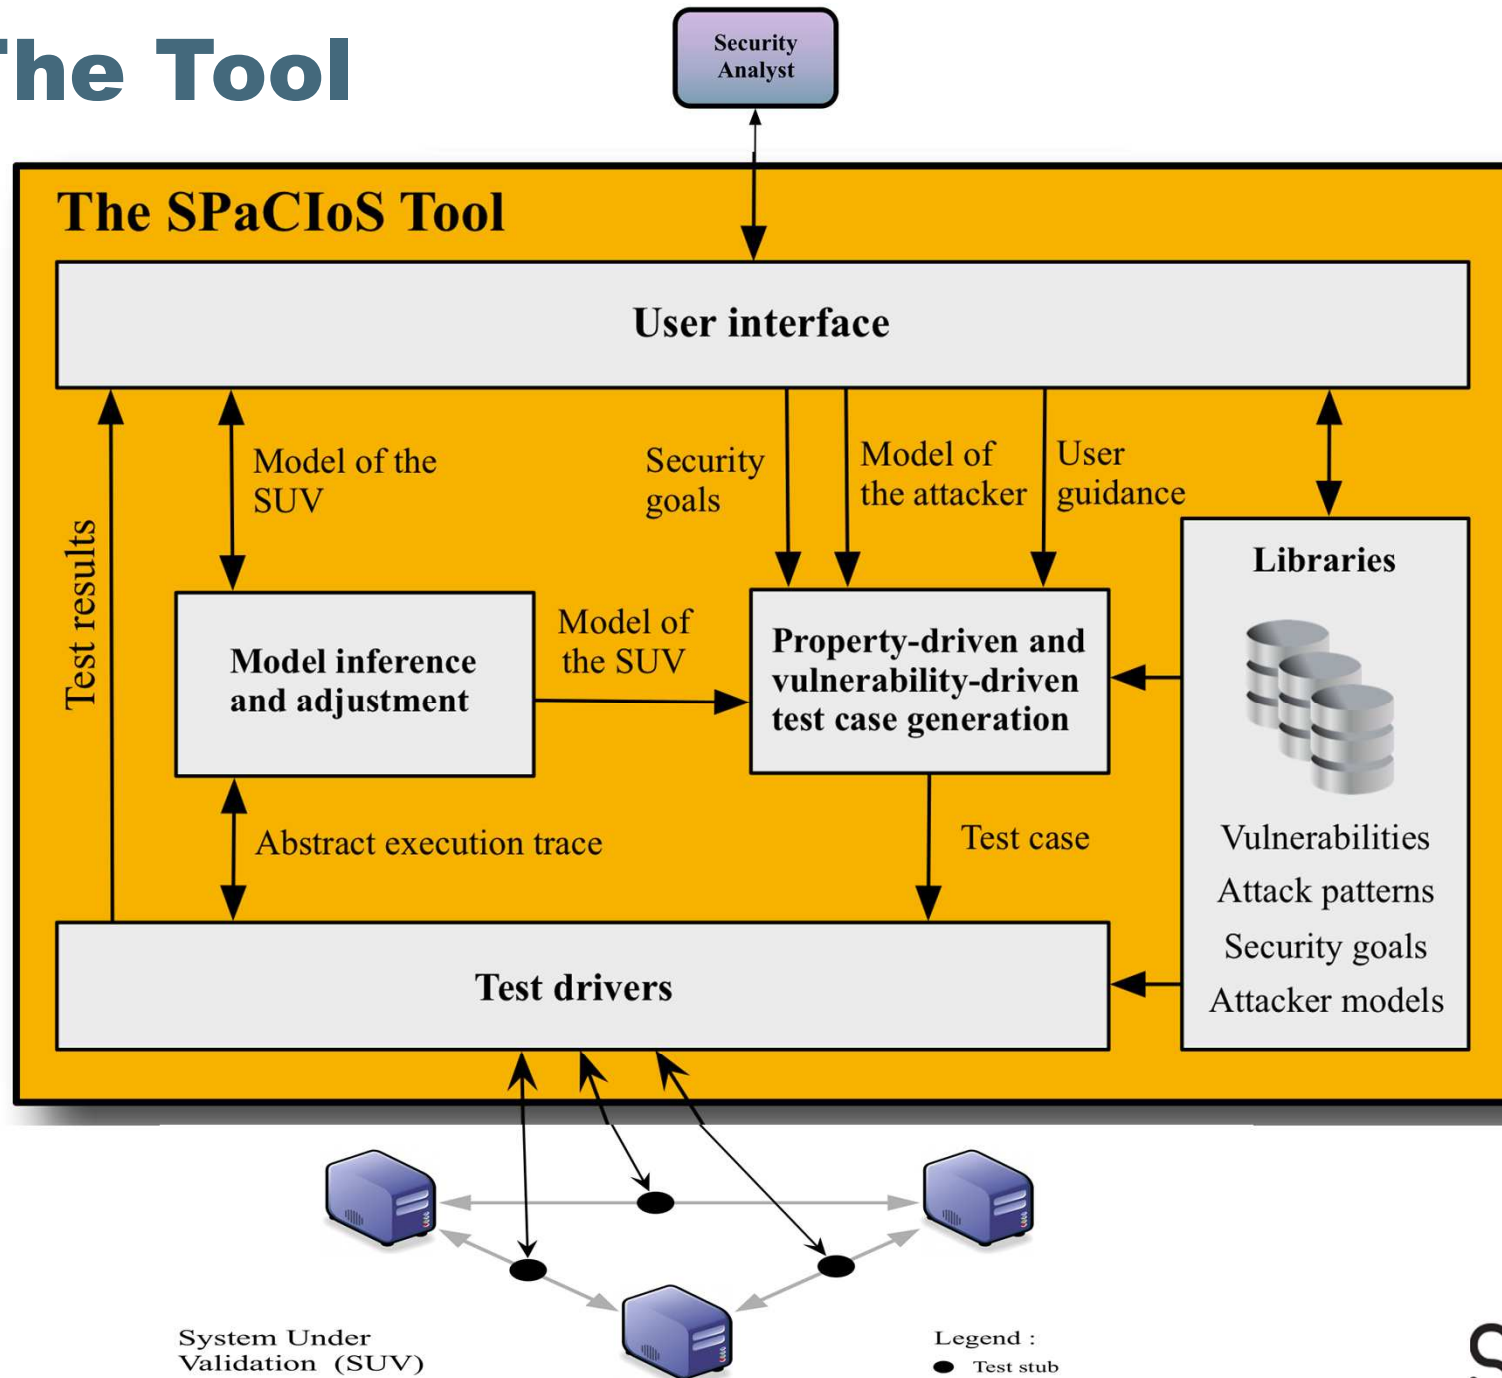 The Tool
Security
Analyst
The SPaCIoS Tool
User interface
Model of the
SUV
Security
goals
Model of
the attacker
User
guidance
Test results
Libraries
Model inference
and adjustment
Model of
the SUV
Property-driven and
vulnerability-driven
test case generation
Abstract execution trace
Test case
Vulnerabilities
Attack patterns
Security goals
Attacker models
Test drivers
System Under
Validation (SUV)
Legend :
Test stub